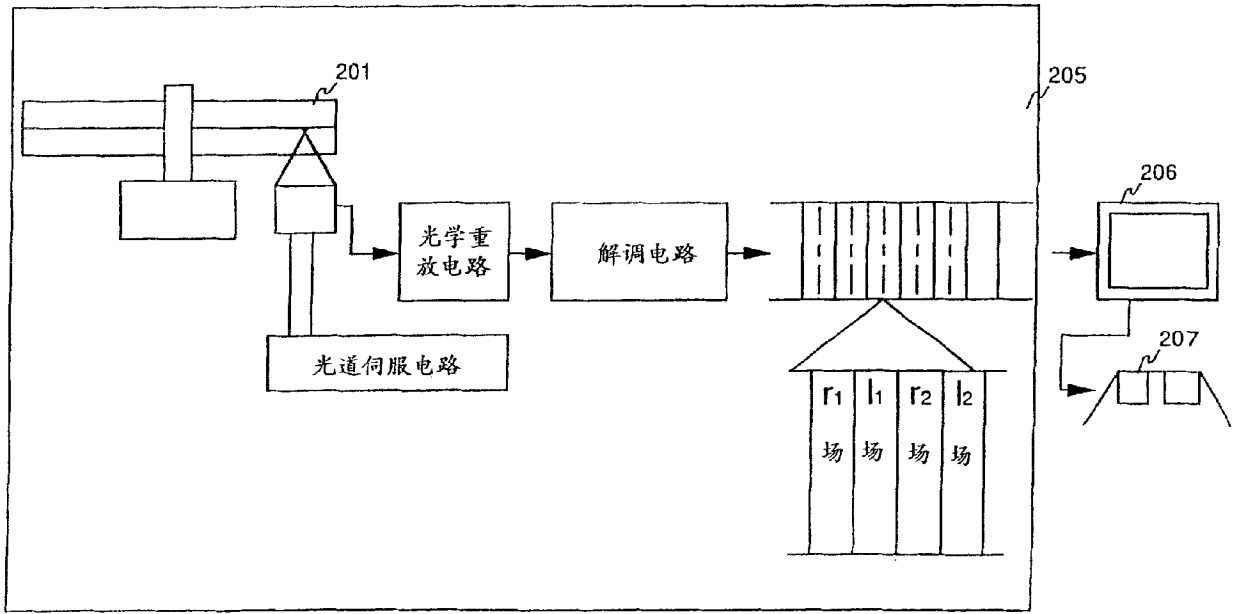 201
205
206
光学重
放电路
解调电路
207
光道伺服电路
r1 l1 r2 l2
场 场 场 场